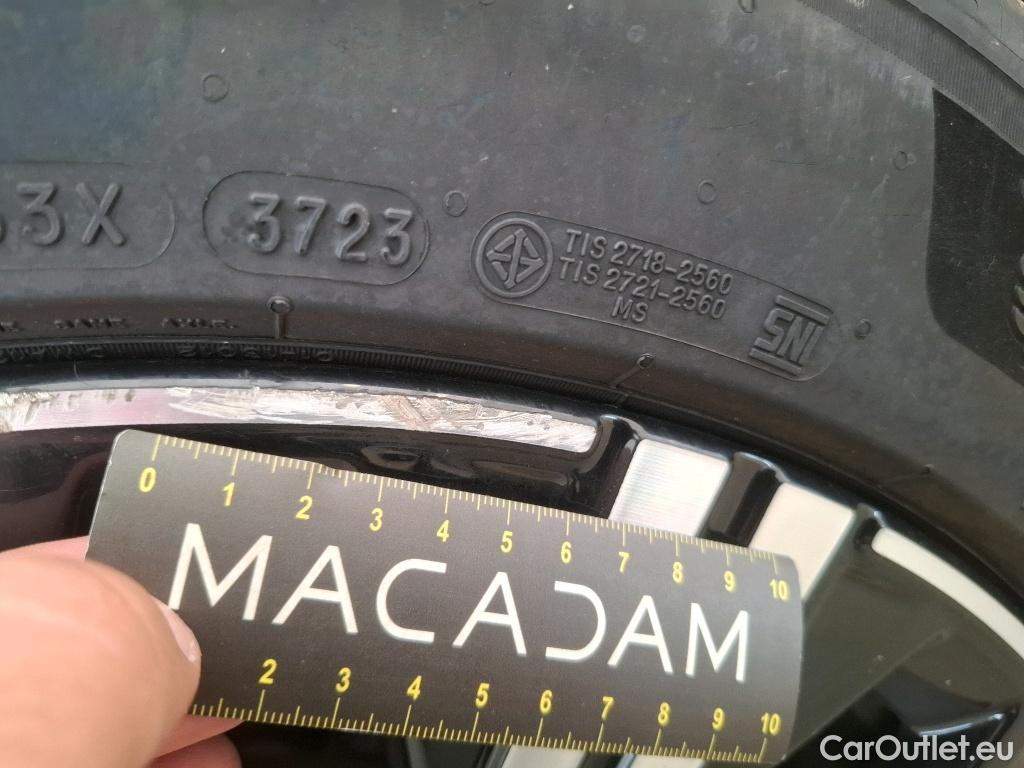 3X
3723
TIS 2718-2560
TIS 2721-2560
MS
SNI
0 1 2 3 4 5 6 7 8 9 10
MACADAM
2 3 4 5 6 7 8 9 10
CarOutlet.eu